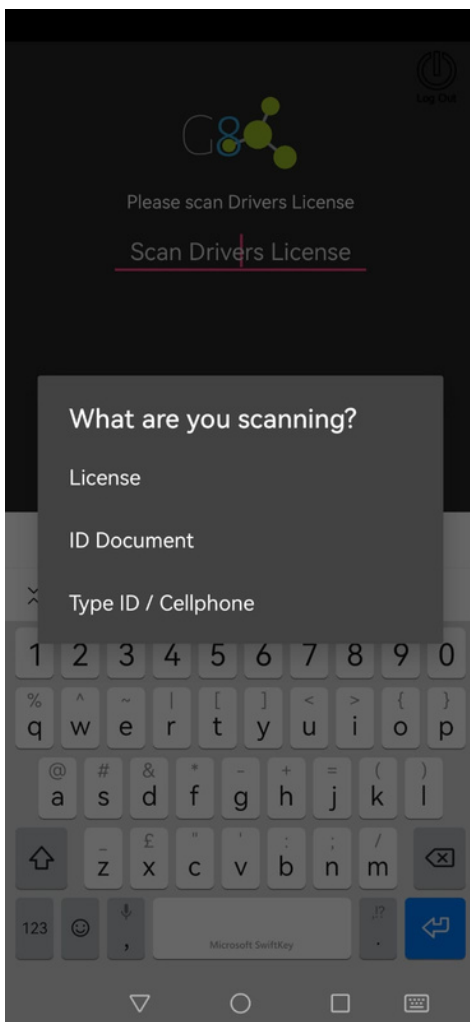 G8
Log Out
Please scan Drivers License
Scan Drivers License
What are you scanning?
License
ID Document
Type ID / Cellphone
1 2 3 4 5 6 7 8 9 0
% ^ ~ | [ ] < > { }
q w e r t y u i o p
@ # & * - + = ( )
a s d f g h j k l
_ £ " ' : ; /
z x c v b n m
123 , Microsoft SwiftKey ,!? .